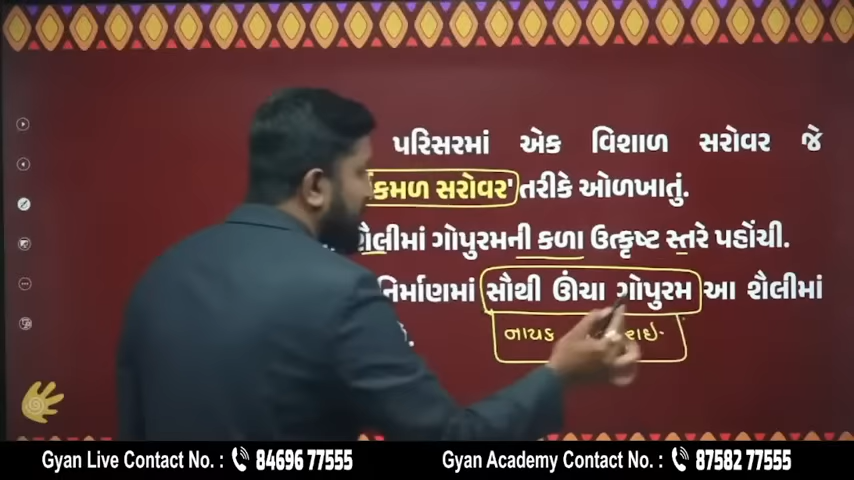 પરિસરમાં એક વિશાળ સરોવર જે
'કમળ સરોવર' તરીકે ઓળખાતું.
શૈલીમાં ગોપુરમની કળા ઉત્કૃષ્ટ સ્તરે પહોંચી.
નિર્માણમાં સૌથી ઊંચા ગોપુરમ આ શૈલીમાં
નાયક
Gyan Live Contact No. : 84696 77555
Gyan Academy Contact No. : 87582 77555